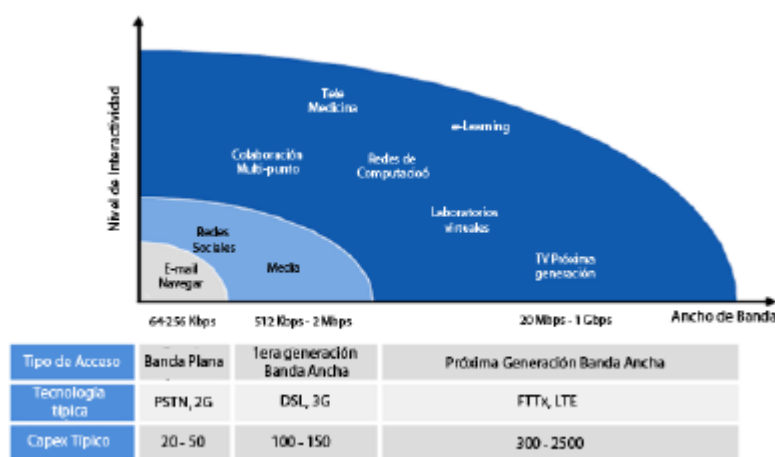 Nivel de Interactividad
Tele
Medicina
e-Learning
Colaboración
Multi-punto
Redes de
Computació
Laboratorios
virtuales
Redes
Sociales
TV Próxima
generación
E-mail
Navegar
Media
64-256 Kbps
512 Kbps - 2 Mbps
20 Mbps - 1 Gbps
Ancho de Banda
Tipo de Acceso
Banda Plana
1era generación
Banda Ancha
Próxima Generación Banda Ancha
Tecnología
típica
PSTN, 2G
DSL, 3G
FTTx, LTE
Capex Típico
20 - 50
100 - 150
300 - 2500